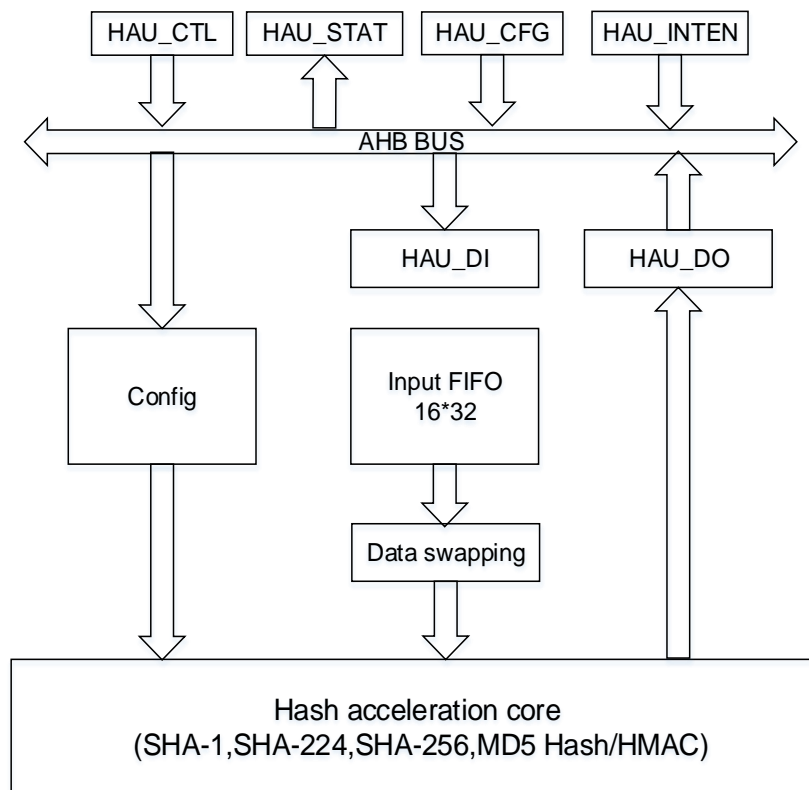 HAU_CTL
HAU_STAT
HAU_CFG
HAU_INTEN
AHB BUS
HAU_DI
HAU_DO
Config
Input FIFO
16*32
Data swapping
Hash acceleration core
(SHA-1,SHA-224,SHA-256,MD5 Hash/HMAC)